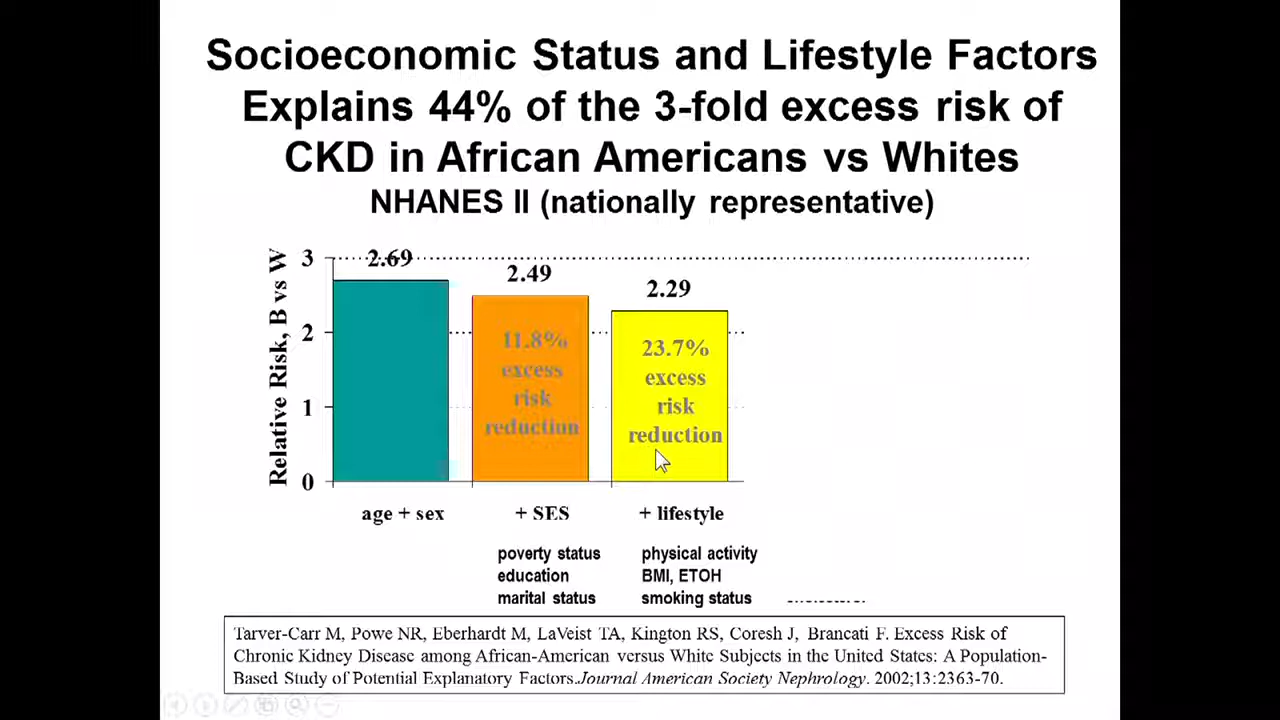 Socioeconomic Status and Lifestyle Factors
Explains 44% of the 3-fold excess risk of
CKD in African Americans vs Whites
NHANES II (nationally representative)
Relative Risk, B vs W
3
2
1
0
2.69
2.49
2.29
11.8%
excess
risk
reduction
23.7%
excess
risk
reduction
age + sex
+ SES
+ lifestyle
poverty status
education
marital status
physical activity
BMI, ETOH
smoking status
Tarver-Carr M, Powe NR, Eberhardt M, LaVeist TA, Kington RS, Coresh J, Brancati F. Excess Risk of
Chronic Kidney Disease among African-American versus White Subjects in the United States: A Population-
Based Study of Potential Explanatory Factors.Journal American Society Nephrology. 2002;13:2363-70.